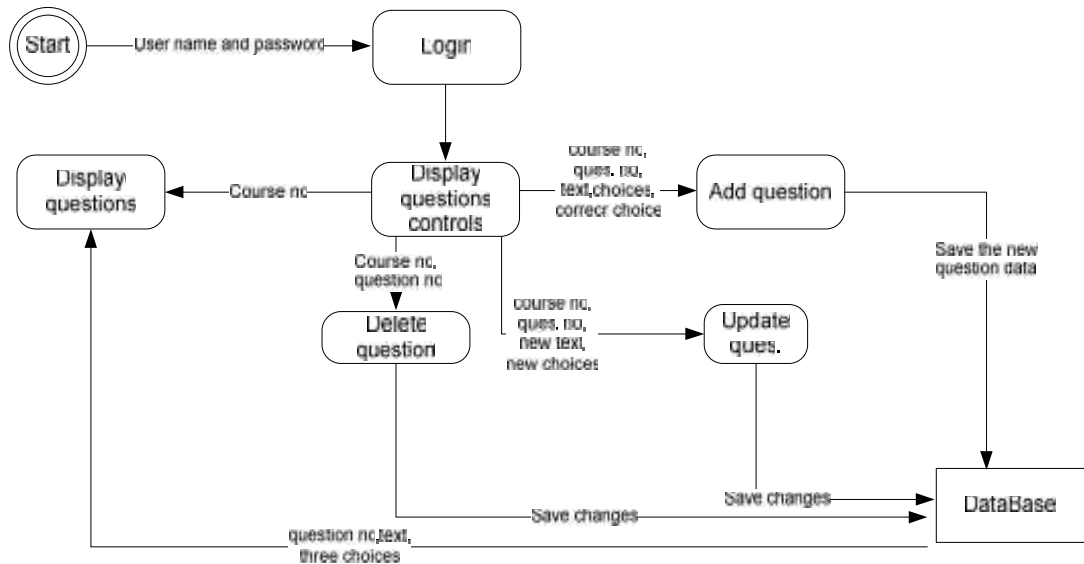 Start
User name and password
Login
Display
questions
Course no
Display
questions
controls
course no,
ques. no,
text,choices,
correcr choice
Add question
Save the new
question data
Course no,
question no
Delete
question
course no,
ques. no,
new text,
new choices
Update
ques.
Save changes
Save changes
DataBase
question no,text,
three choices